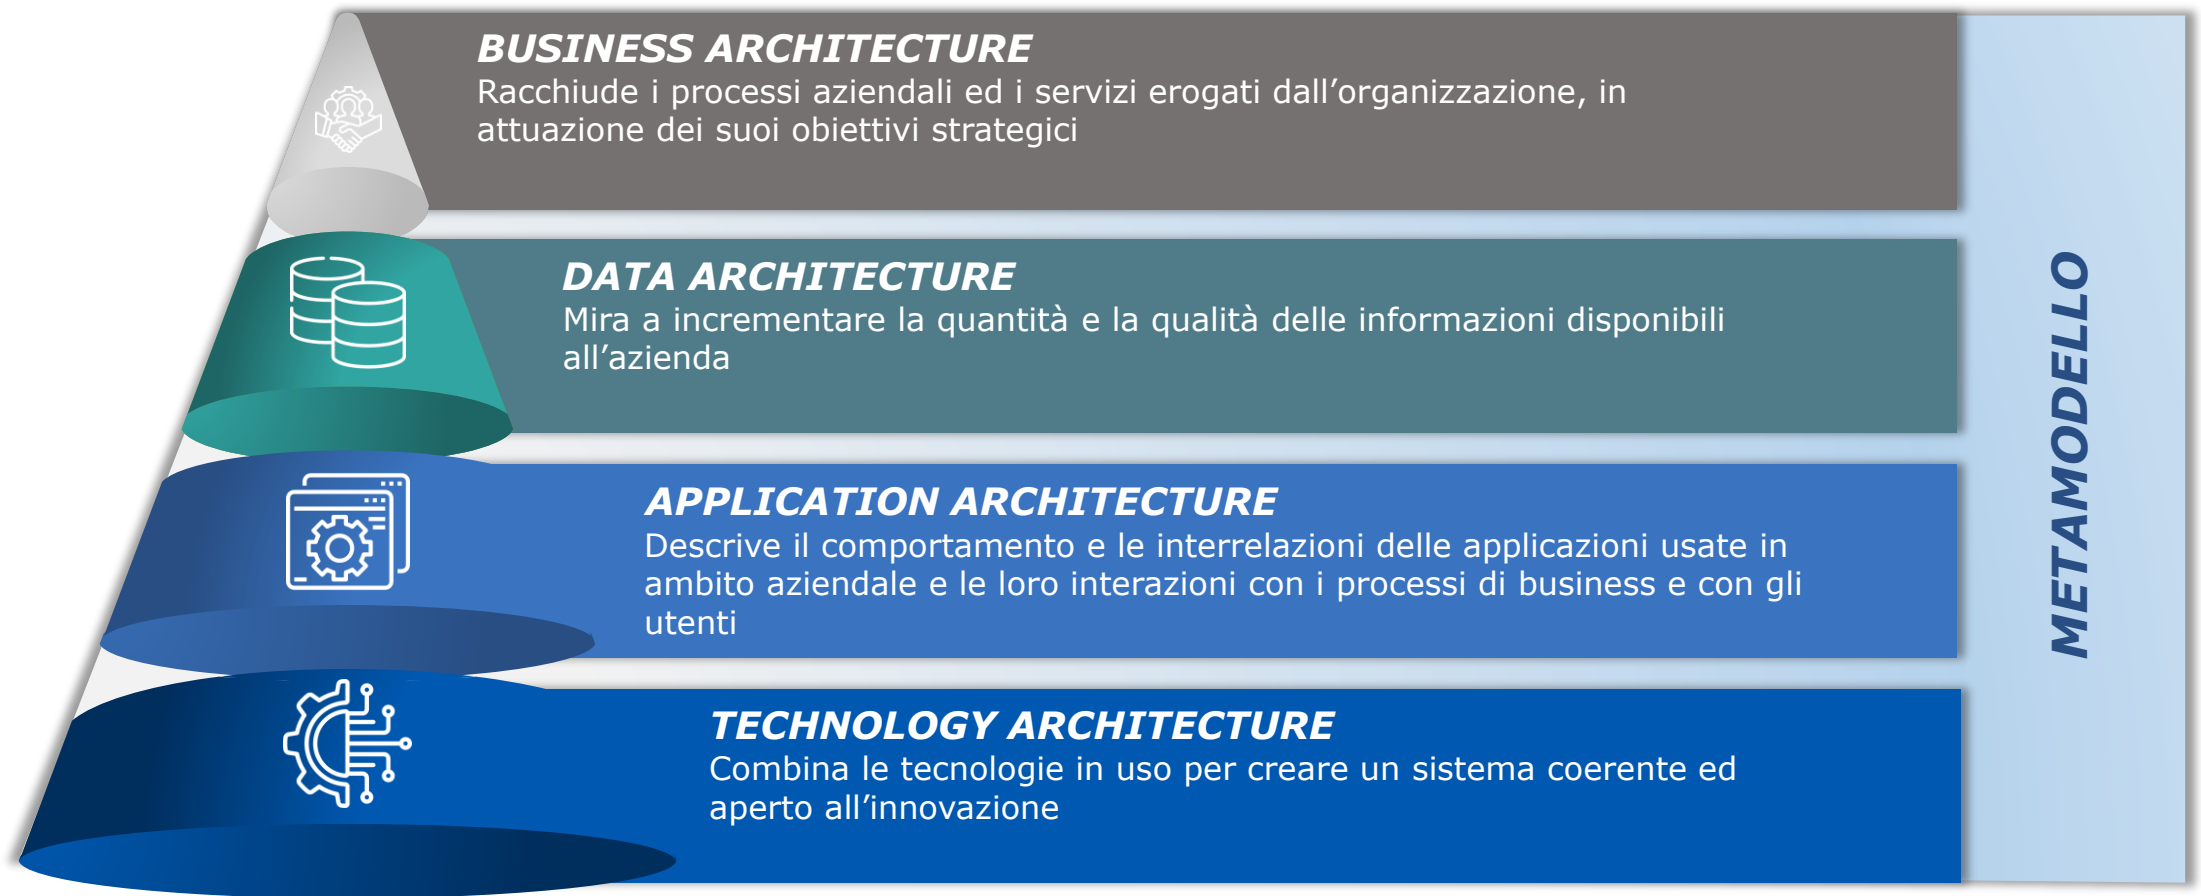 BUSINESS ARCHITECTURE
Racchiude i processi aziendali ed i servizi erogati dall’organizzazione, in
attuazione dei suoi obiettivi strategici
DATA ARCHITECTURE
Mira a incrementare la quantità e la qualità delle informazioni disponibili
all’azienda
APPLICATION ARCHITECTURE
Descrive il comportamento e le interrelazioni delle applicazioni usate in
ambito aziendale e le loro interazioni con i processi di business e con gli
utenti
TECHNOLOGY ARCHITECTURE
Combina le tecnologie in uso per creare un sistema coerente ed
aperto all’innovazione
METAMODELLO